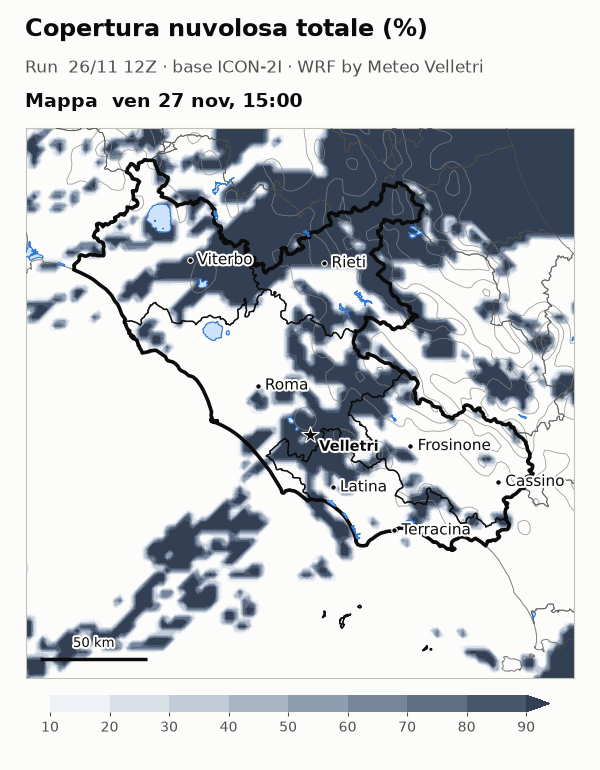 Copertura nuvolosa totale (%)
Run  26/11 12Z · base ICON-2I · WRF by Meteo Velletri
Mappa  ven 27 nov, 15:00
Viterbo
Rieti
Roma
Velletri
Frosinone
Latina
Cassino
Terracina
50 km
10 20 30 40 50 60 70 80 90